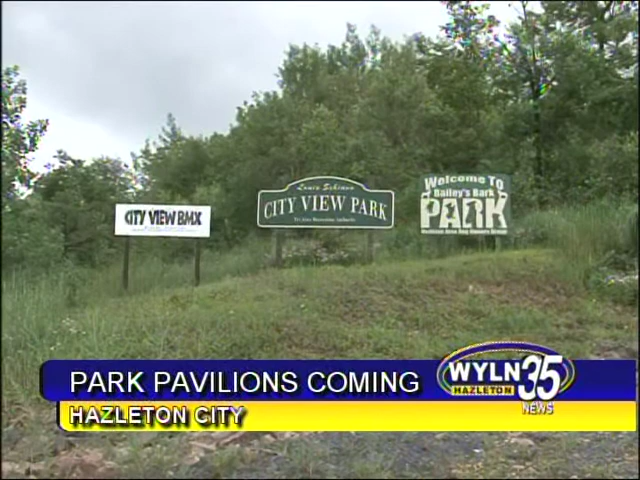 CITY VIEW BMX
CITY VIEW PARK
Welcome To
Bailey's Bark
PARK
PARK PAVILIONS COMING
HAZLETON CITY
WYLN 35
HAZLETON
NEWS